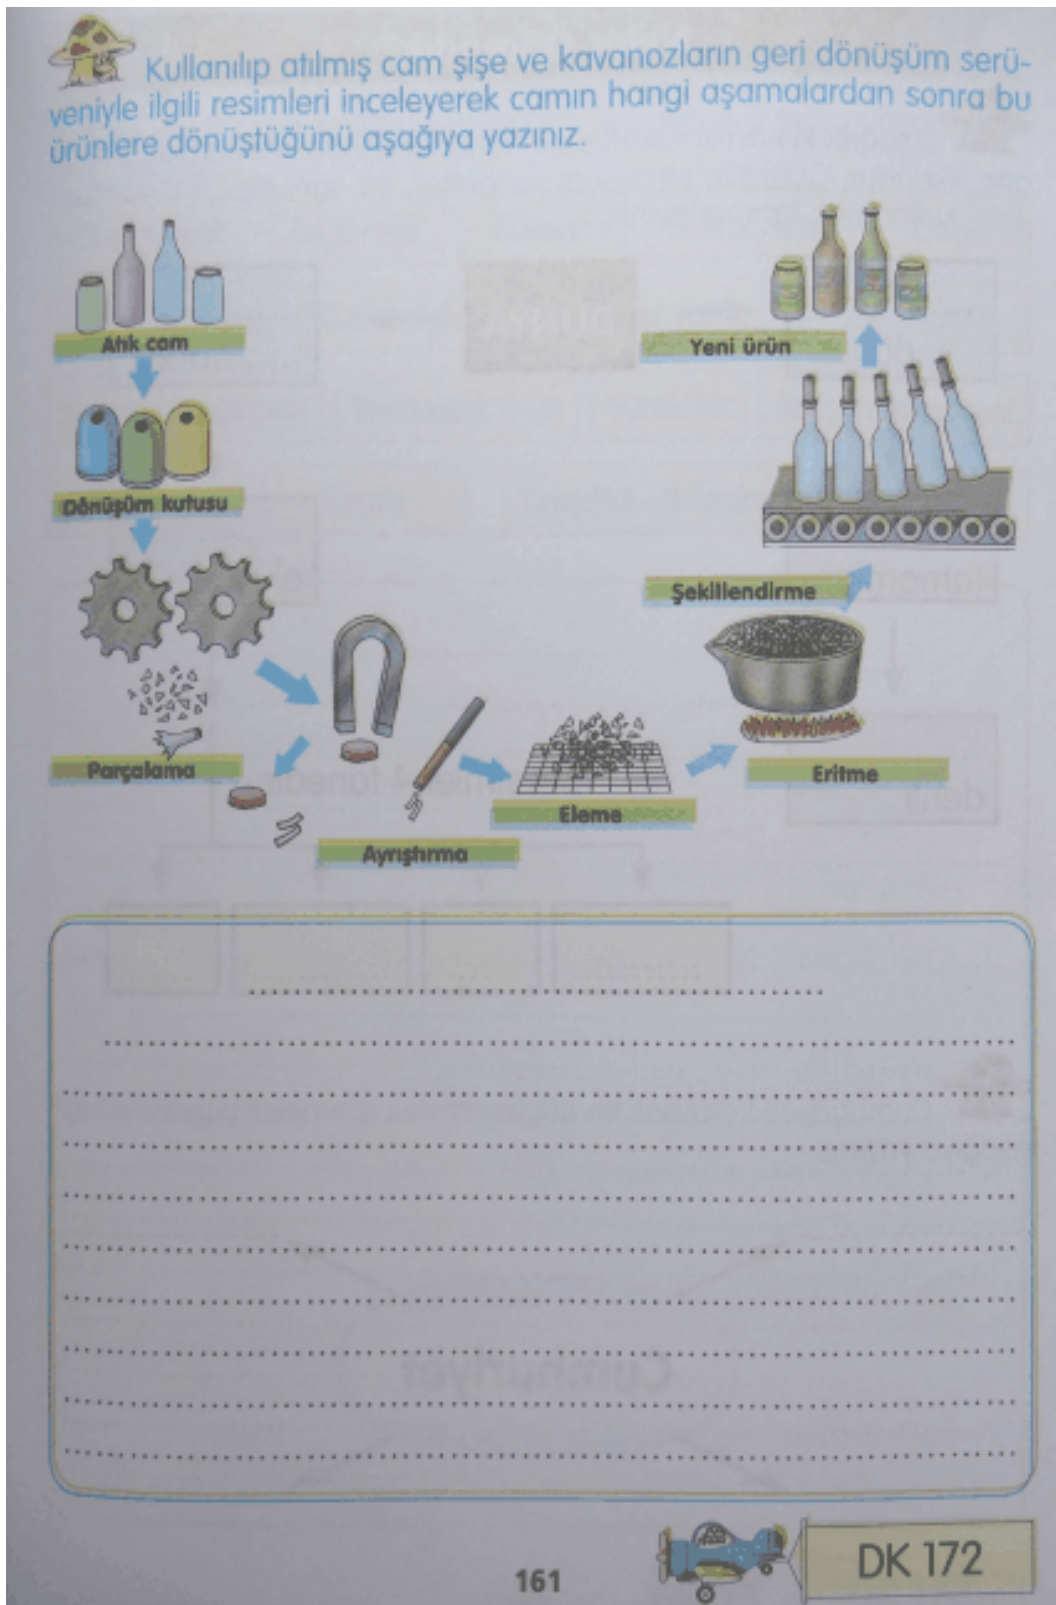 Kullanılıp atılmış cam şişe ve kavanozların geri dönüşüm serü-
veniyle ilgili resimleri inceleyerek camın hangi aşamalardan sonra bu
ürünlere dönüştüğünü aşağıya yazınız.
Atık cam
Yeni ürün
Dönüşüm kutusu
Şekillendirme
Parçalama
Eritme
Eleme
Ayrıştırma
Cumhuriyet
161
DK 172